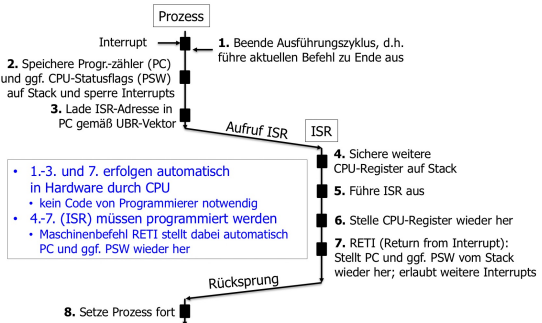 Prozess
Interrupt
1. Beende Ausführungszyklus, d.h.
führe aktuellen Befehl zu Ende aus
2. Speichere Progr.-zähler (PC)
und ggf. CPU-Statusflags (PSW)
auf Stack und sperre Interrupts
3. Lade ISR-Adresse in
PC gemäß UBR-Vektor
Aufruf ISR
ISR
4. Sichere weitere
CPU-Register auf Stack
5. Führe ISR aus
6. Stelle CPU-Register wieder her
7. RETI (Return from Interrupt):
Stellt PC und ggf. PSW vom Stack
wieder her; erlaubt weitere Interrupts
• 1.-3. und 7. erfolgen automatisch
in Hardware durch CPU
• kein Code von Programmierer notwendig
• 4.-7. (ISR) müssen programmiert werden
• Maschinenbefehl RETI stellt dabei automatisch
PC und ggf. PSW wieder her
Rücksprung
8. Setze Prozess fort